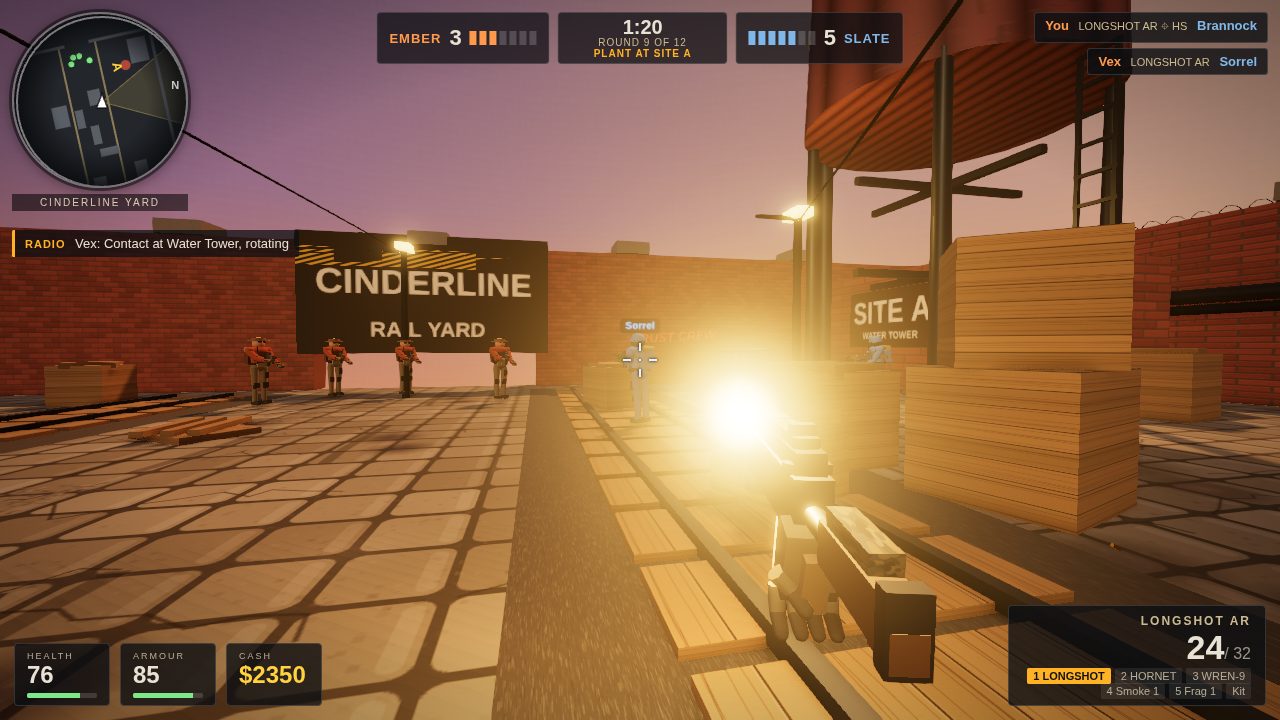 EMBER 3
1:20
ROUND 9 OF 12
PLANT AT SITE A
5 SLATE
You LONGSHOT AR HS Brannock
Vex LONGSHOT AR Sorrel
A
N
CINDERLINE YARD
RADIO Vex: Contact at Water Tower, rotating
CINDERLINE
RAIL YARD
Sorrel
SITE A
WATER TOWER
HEALTH
76
ARMOUR
85
CASH
$2350
LONGSHOT AR
24 / 32
1 LONGSHOT 2 HORNET 3 WREN-9
4 Smoke 1 5 Frag 1 Kit